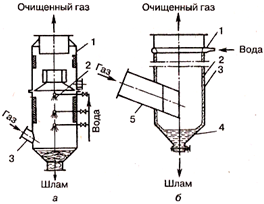 Очищенный газ
Очищенный газ
1
1
2
Вода
2
3
Газ
Вода
Газ
4
3
5
Шлам
Шлам
а
б